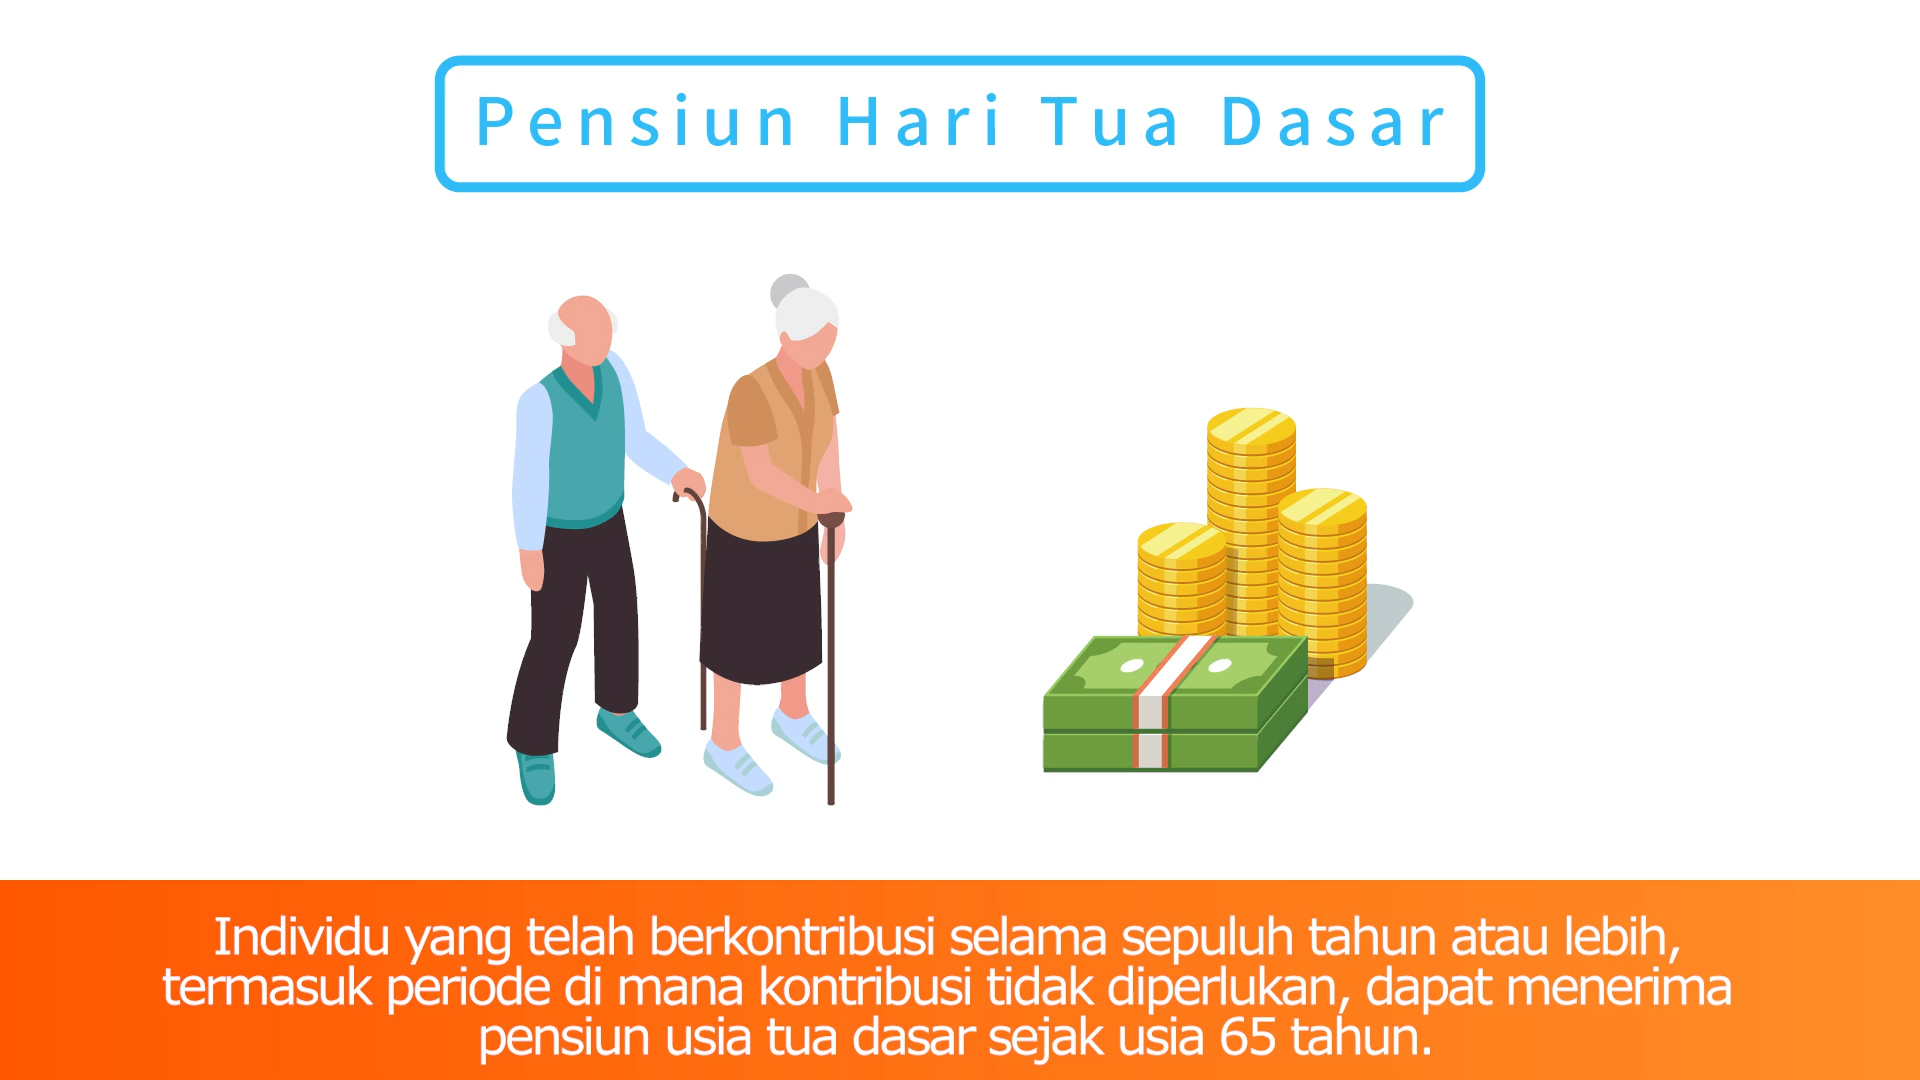 Pensiun Hari Tua Dasar
Individu yang telah berkontribusi selama sepuluh tahun atau lebih,
termasuk periode di mana kontribusi tidak diperlukan, dapat menerima
pensiun usia tua dasar sejak usia 65 tahun.